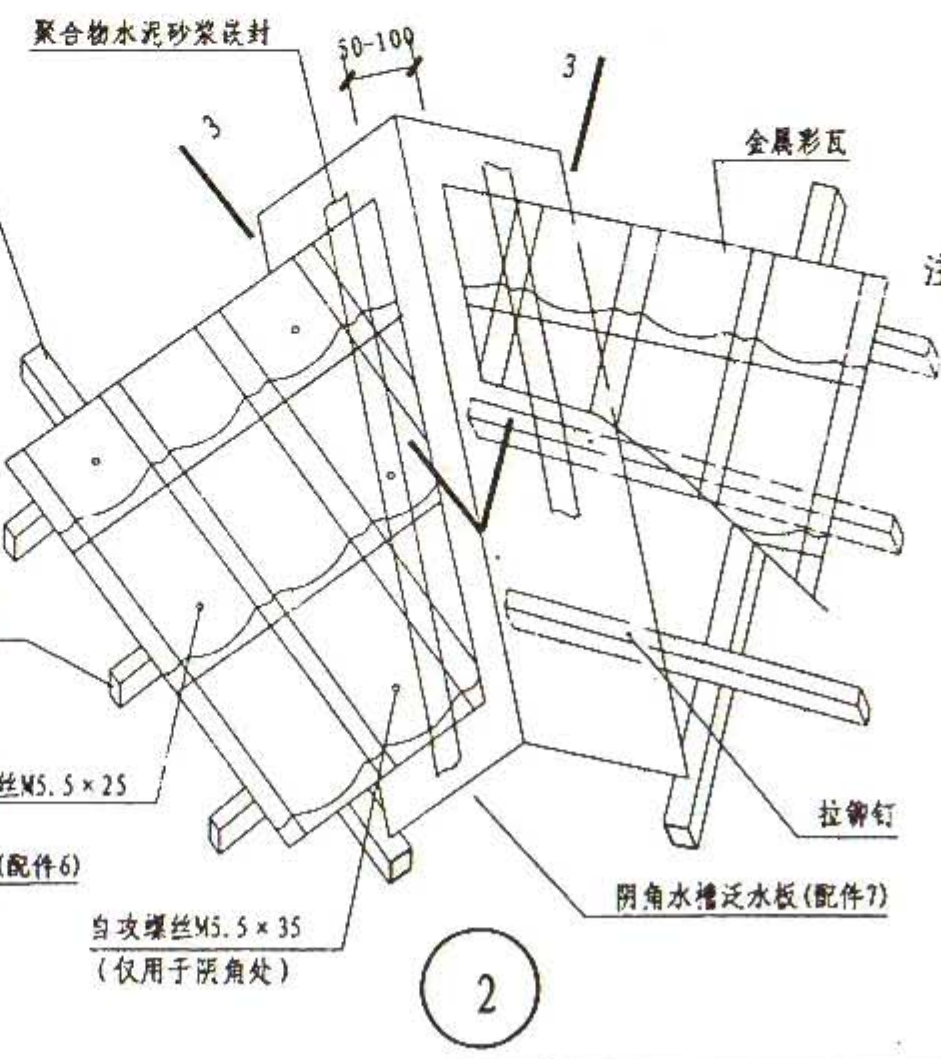 聚合物水泥砂浆嵌封
50-100
3
3
金属彩瓦
注
丝M5.5×25
(配件6)
自攻螺丝M5.5×35
(仅用于阴角处)
拉铆钉
阴角水槽泛水板(配件7)
2